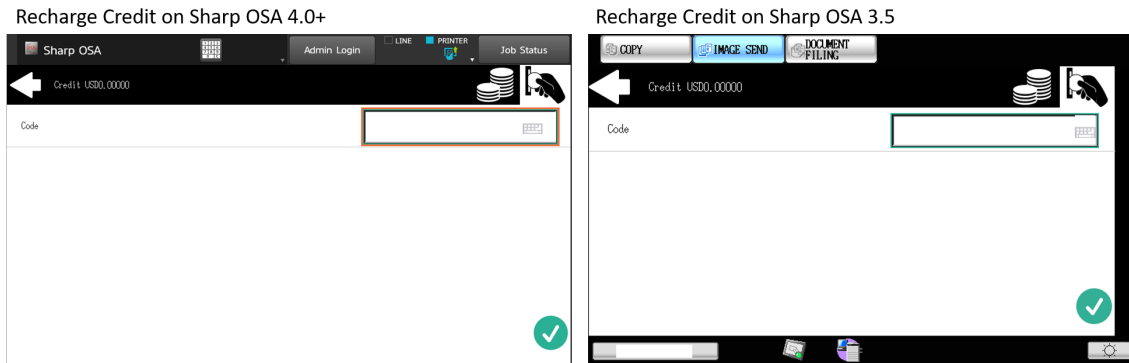 Recharge Credit on Sharp OSA 4.0+
Sharp OSA
Admin Login
LINE
PRINTER
Job Status
Credit USD0.00000
Code
Recharge Credit on Sharp OSA 3.5
COPY
IMAGE SEND
DOCUMENT
FILING
Credit USD0.00000
Code